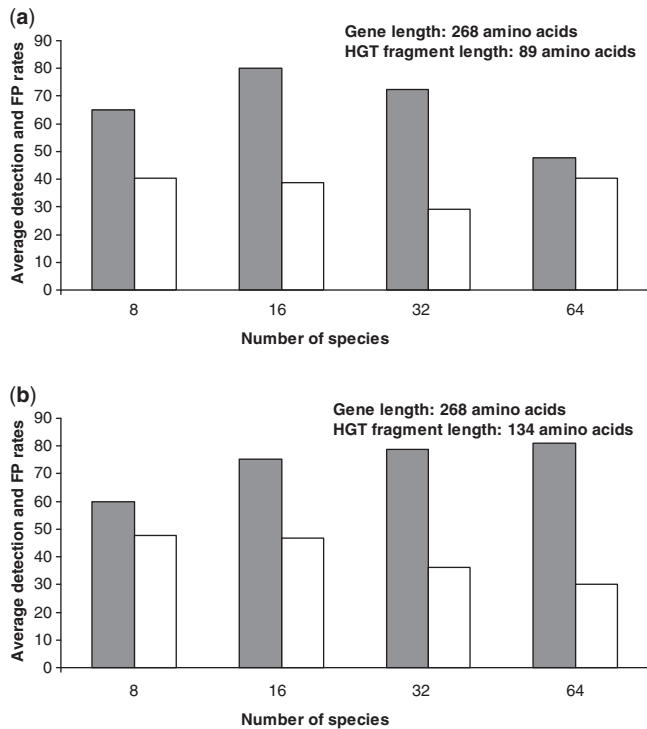 (a)
Gene length: 268 amino acids
HGT fragment length: 89 amino acids
Average detection and FP rates
90
80
70
60
50
40
30
20
10
0
8 16 32 64
Number of species
(b)
Gene length: 268 amino acids
HGT fragment length: 134 amino acids
Average detection and FP rates
90
80
70
60
50
40
30
20
10
0
8 16 32 64
Number of species